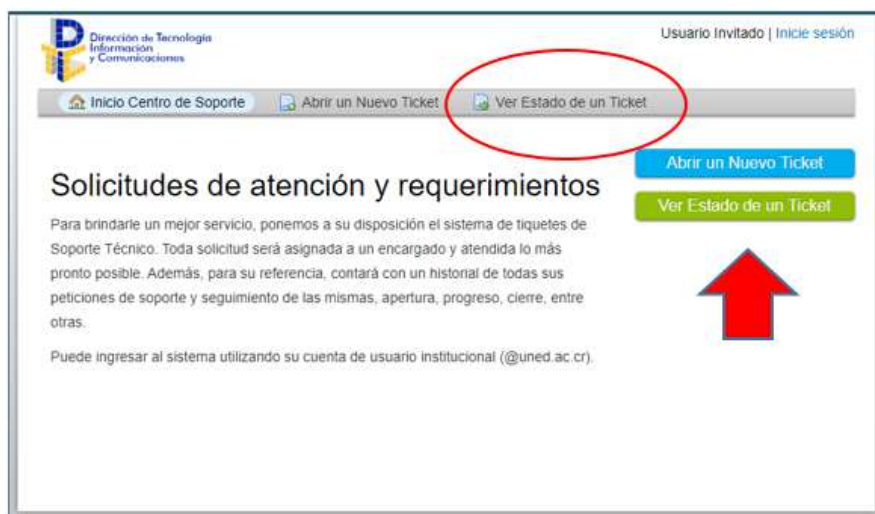 Dirección de Tecnología
Información
y Comunicaciones
Usuario Invitado | Inicie sesión
Inicio Centro de Soporte
Abrir un Nuevo Ticket
Ver Estado de un Ticket
Abrir un Nuevo Ticket
Ver Estado de un Ticket
Solicitudes de atención y requerimientos
Para brindarle un mejor servicio, ponemos a su disposición el sistema de tiquetes de
Soporte Técnico. Toda solicitud será asignada a un encargado y atendida lo más
pronto posible. Además, para su referencia, contará con un historial de todas sus
peticiones de soporte y seguimiento de las mismas, apertura, progreso, cierre, entre
otras.
Puede ingresar al sistema utilizando su cuenta de usuario institucional (@uned.ac.cr).